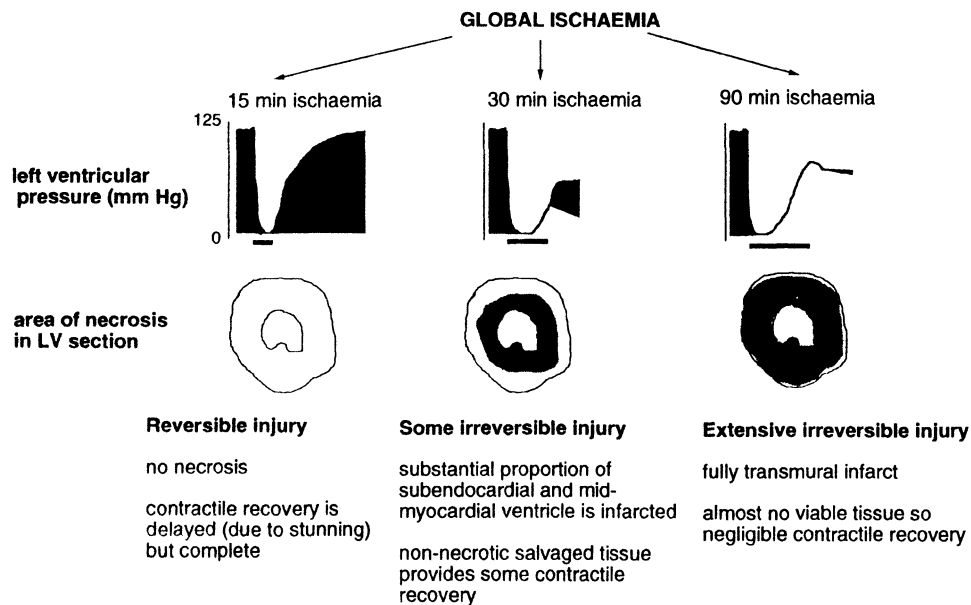 GLOBAL ISCHAEMIA
15 min ischaemia
30 min ischaemia
90 min ischaemia
125
left ventricular
pressure (mm Hg)
0
area of necrosis
in LV section
Reversible injury
no necrosis
contractile recovery is
delayed (due to stunning)
but complete
Some irreversible injury
substantial proportion of
subendocardial and mid-
myocardial ventricle is infarcted
non-necrotic salvaged tissue
provides some contractile
recovery
Extensive irreversible injury
fully transmural infarct
almost no viable tissue so
negligible contractile recovery